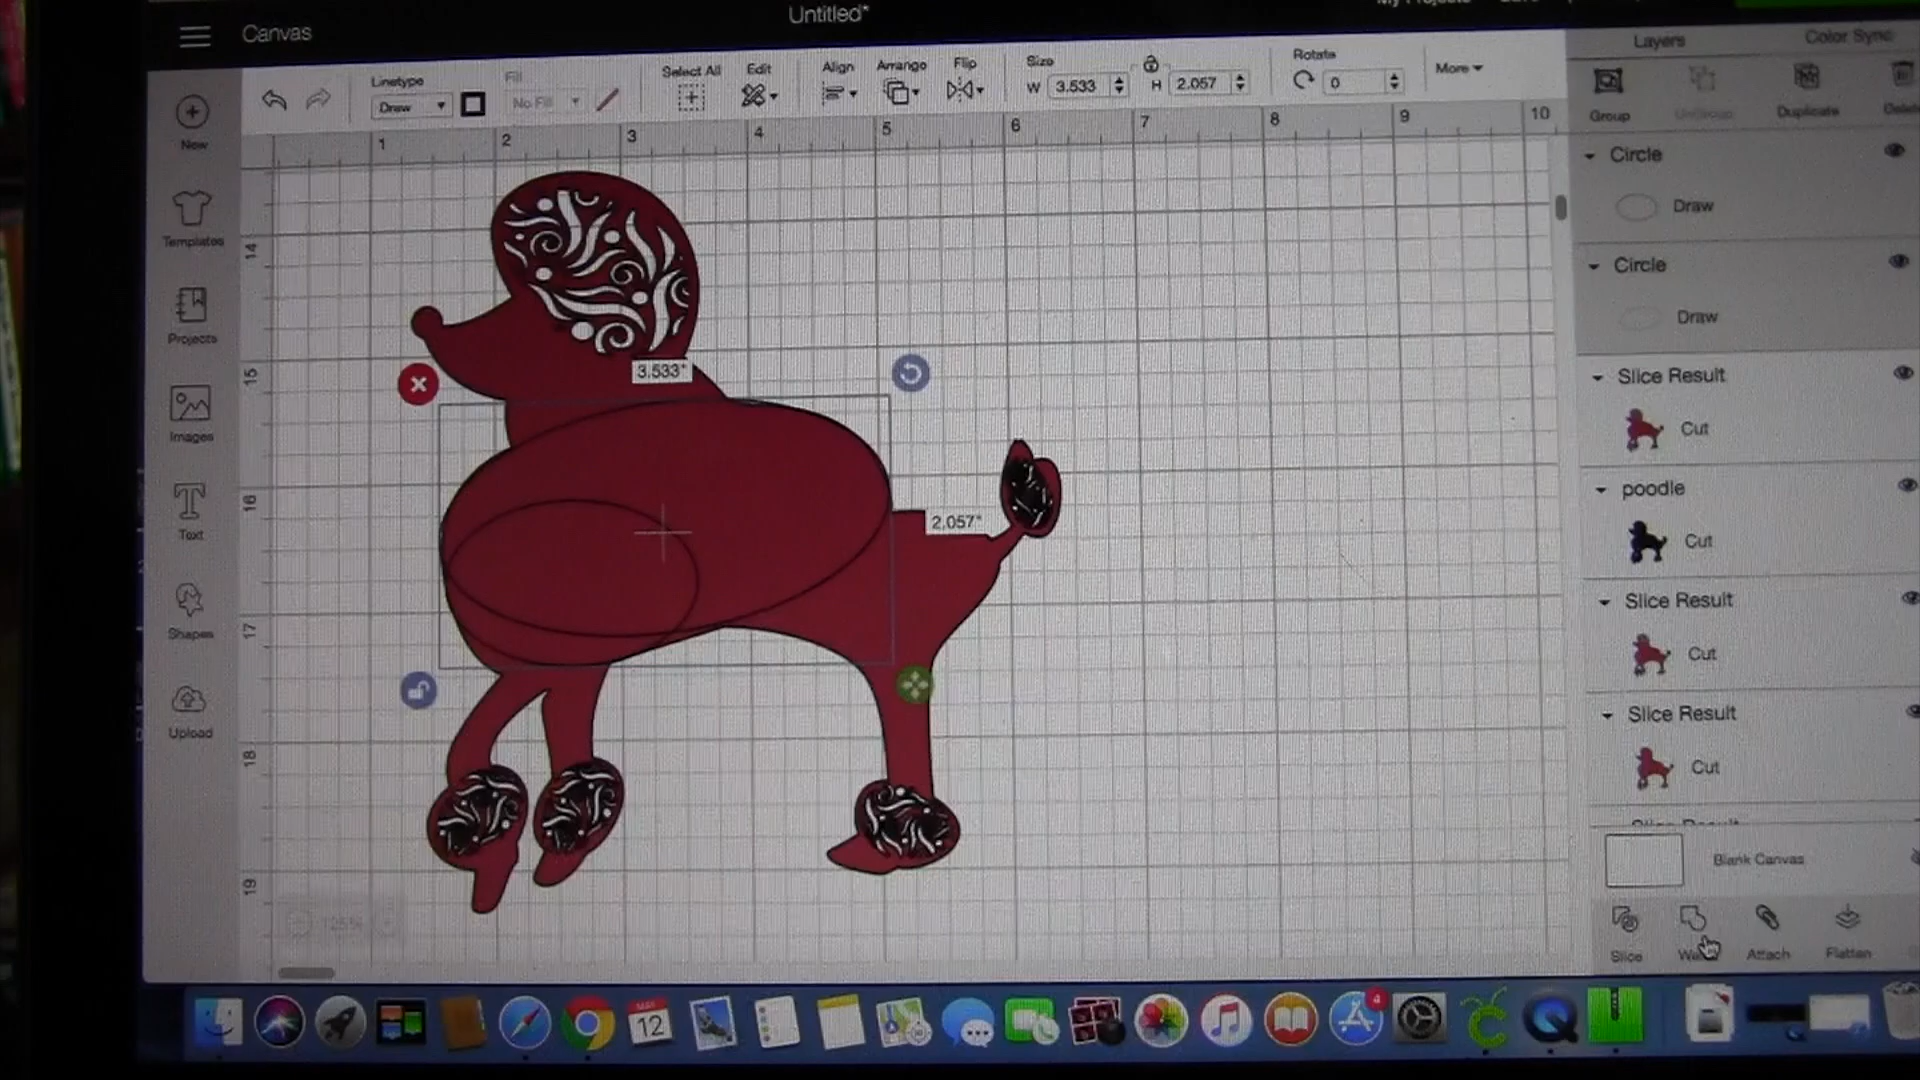 Untitled*
Canvas
Linetype
Draw
Fill
No Fill
Select All
Edit
Align
Arrange
Flip
Size
W 3.533
H 2.057
Rotate
0
More
Layers
Color Sync
Group
Duplicate
New
Templates
Projects
Images
Text
Shapes
Upload
1 2 3 4 5 6 7 8 9 10
14
15
16
17
18
19
3.533"
2.057"
125%
Circle
Draw
Circle
Draw
Slice Result
Cut
poodle
Cut
Slice Result
Cut
Slice Result
Cut
Blank Canvas
Slice
Attach
Flatten
MAY
12
4